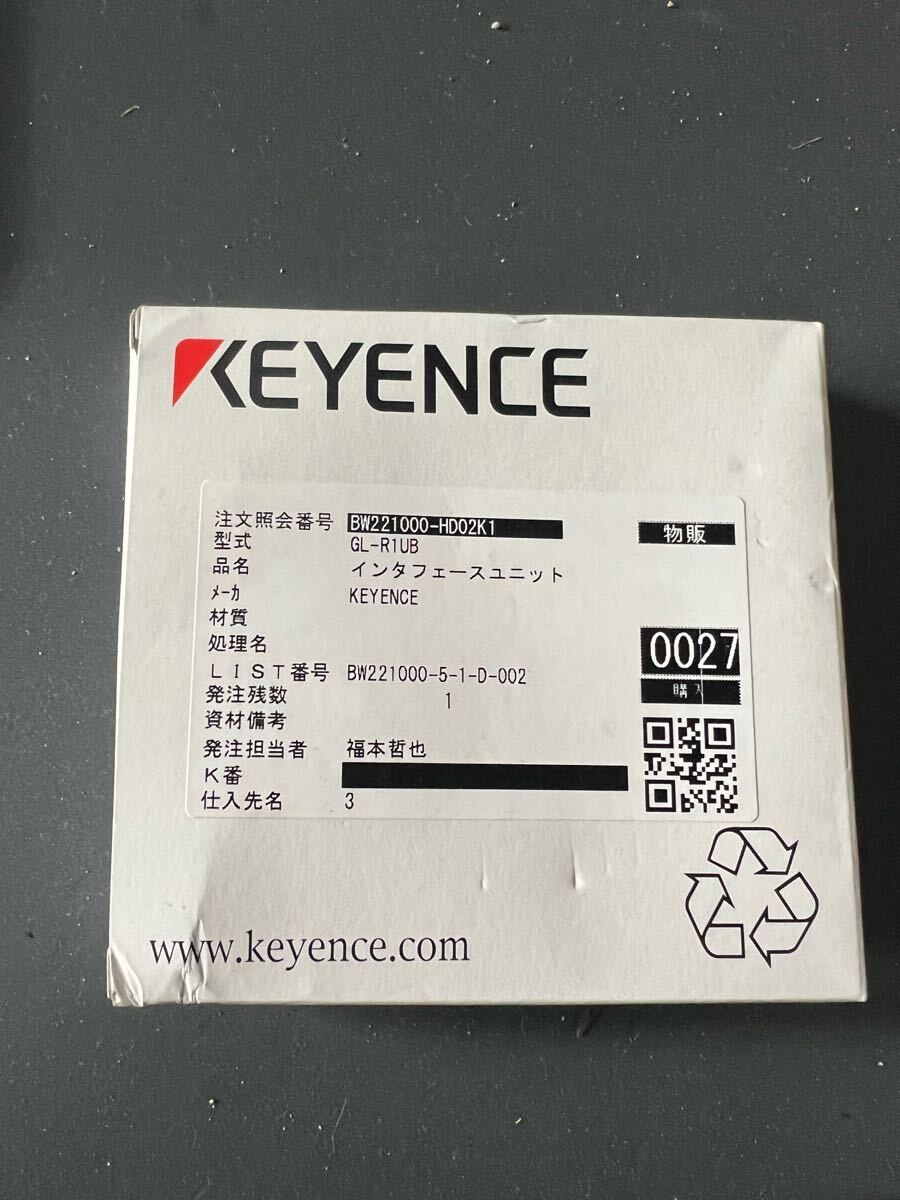 KEYENCE
注文照会番号 BW221000-HD02K1 物販
型式 GL-R1UB
品名 インタフェースユニット
メーカ KEYENCE
材質
処理名
0027
ＬＩＳＴ番号 BW221000-5-1-D-002
発注残数 1
購入
資材備考
発注担当者 福本哲也
Ｋ番
仕入先名 3
www.keyence.com